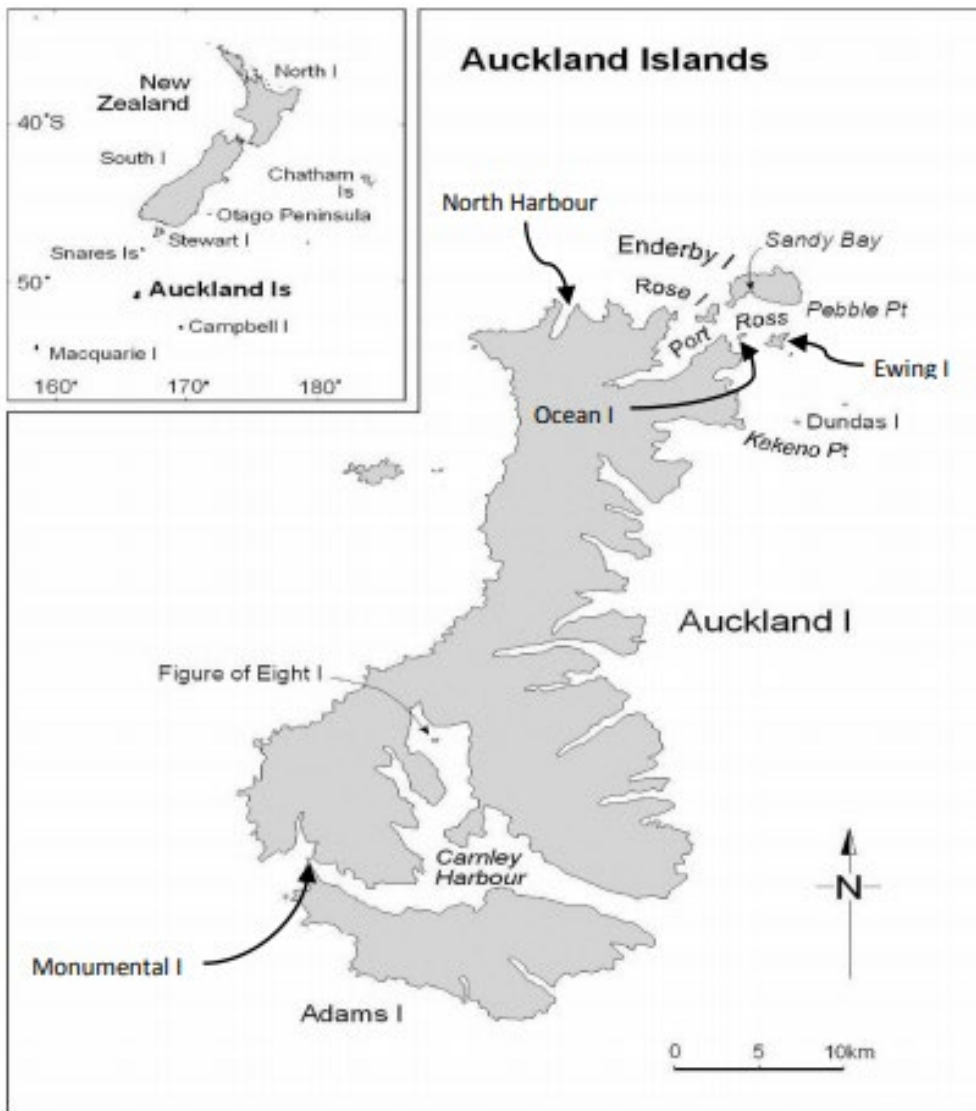 Auckland Islands
North I
New
Zealand
40°S
South I
Chatham
Is
Otago Peninsula
Stewart I
Snares Is
50°
Auckland Is
Campbell I
Macquarie I
160°
170°
180°
North Harbour
Sandy Bay
Enderby I
Rose I
Pebble Pt
Port Ross
Ewing I
Ocean I
Dundas I
Kekeno Pt
Auckland I
Figure of Eight I
Carnley
Harbour
N
Monumental I
Adams I
0 5 10km